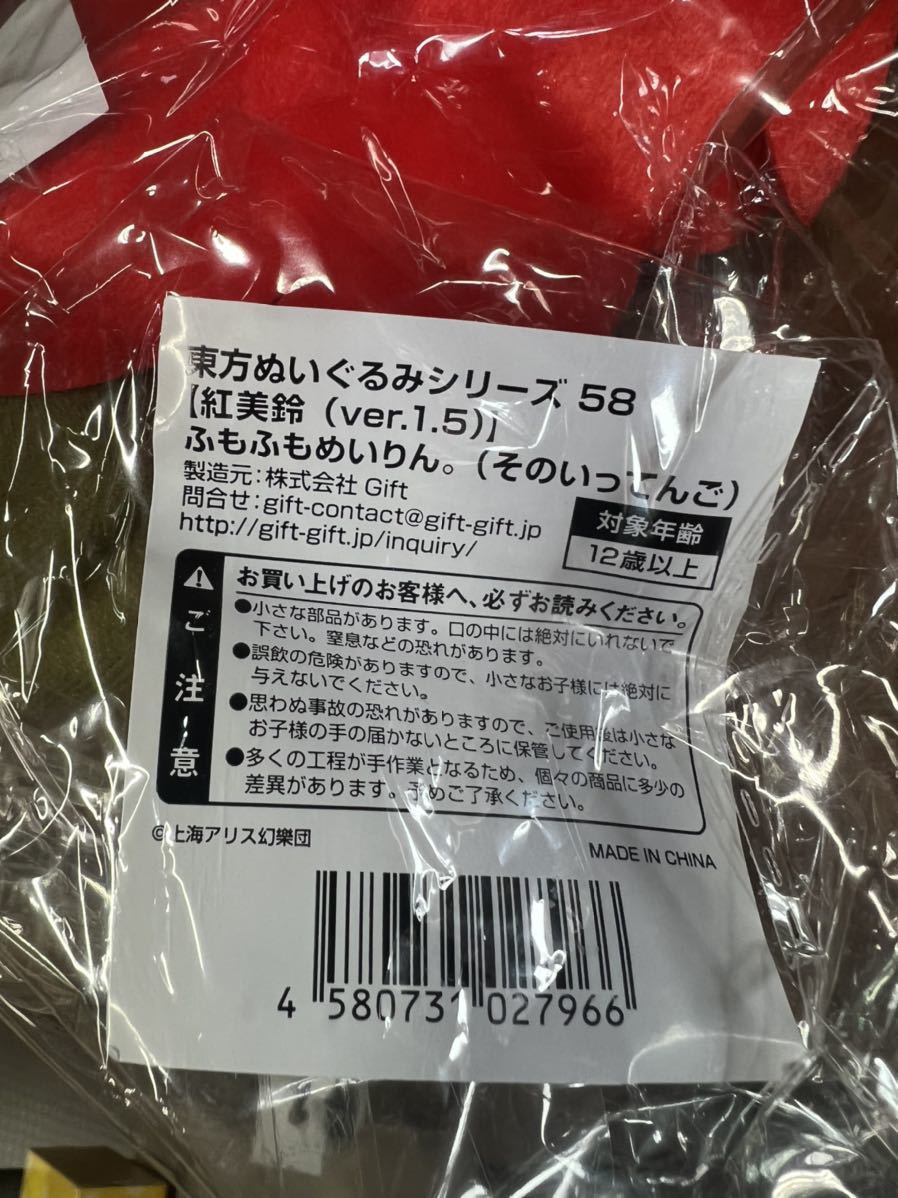 東方ぬいぐるみシリーズ 58
【紅美鈴（ver.1.5）】
ふもふもめいりん。（そのいってんご）
製造元：株式会社 Gift
問合せ：gift-contact@gift-gift.jp
http://gift-gift.jp/inquiry/
対象年齢
12歳以上
ご注意
お買い上げのお客様へ、必ずお読みください。
●小さな部品があります。口の中には絶対にいれないで
下さい。窒息などの恐れがあります。
●誤飲の危険がありますので、小さなお子様には絶対に
与えないでください。
●思わぬ事故の恐れがありますので、ご使用後は小さな
お子様の手の届かないところに保管してください。
●多くの工程が手作業となるため、個々の商品に多少の
差異があります。予めご了承ください。
©上海アリス幻樂団
MADE IN CHINA
4 580731 027966